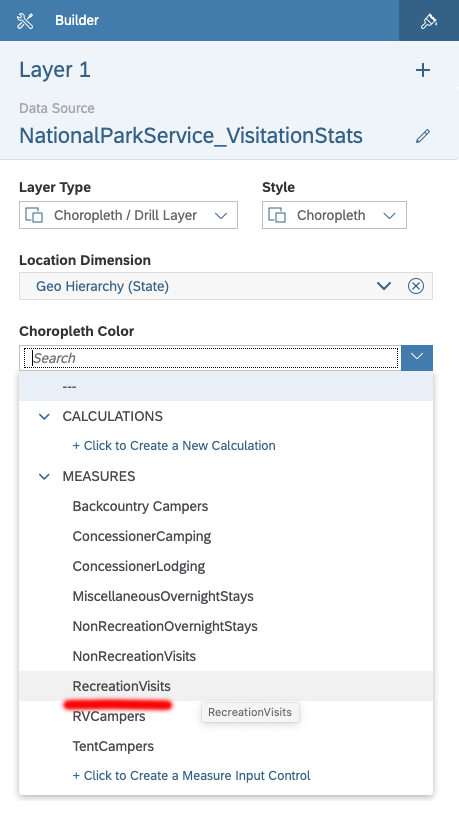 Builder
Layer 1
Data Source
NationalParkService_VisitationStats
Layer Type Style
Choropleth / Drill Layer Choropleth
Location Dimension
Geo Hierarchy (State)
Choropleth Color
Search
---
CALCULATIONS
+ Click to Create a New Calculation
MEASURES
Backcountry Campers
ConcessionerCamping
ConcessionerLodging
MiscellaneousOvernightStays
NonRecreationOvernightStays
NonRecreationVisits
RecreationVisits
RecreationVisits
RVCampers
TentCampers
+ Click to Create a Measure Input Control